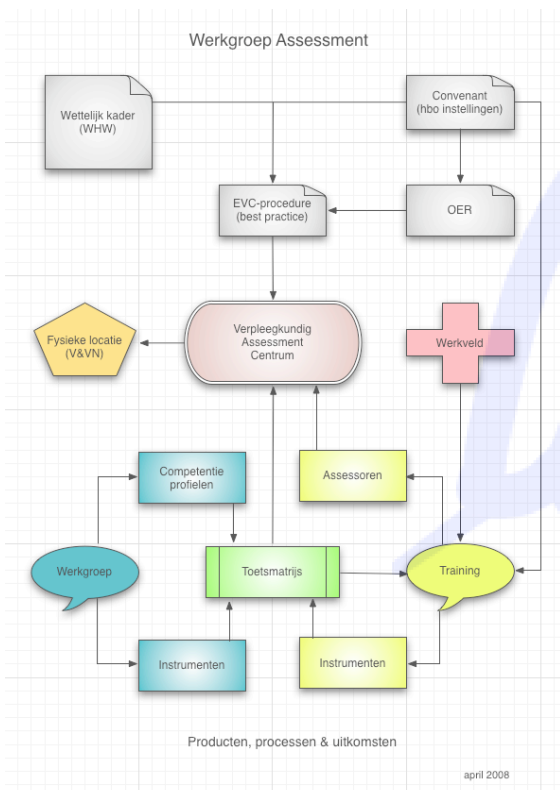 Werkgroep Assessment
Wettelijk kader
(WHW)
Convenant
(hbo instellingen)
EVC-procedure
(best practice)
OER
Fysieke locatie
(V&VN)
Verpleegkundig
Assessment
Centrum
Werkveld
Competentie
profielen
Assessoren
Werkgroep
Toetsmatrijs
Training
Instrumenten
Instrumenten
Producten, processen & uitkomsten
april 2008